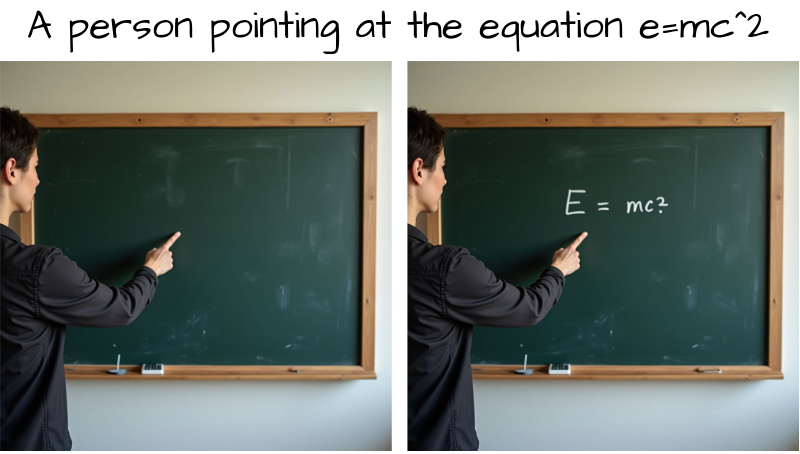 A person pointing at the equation e=mc^2
E = mc?